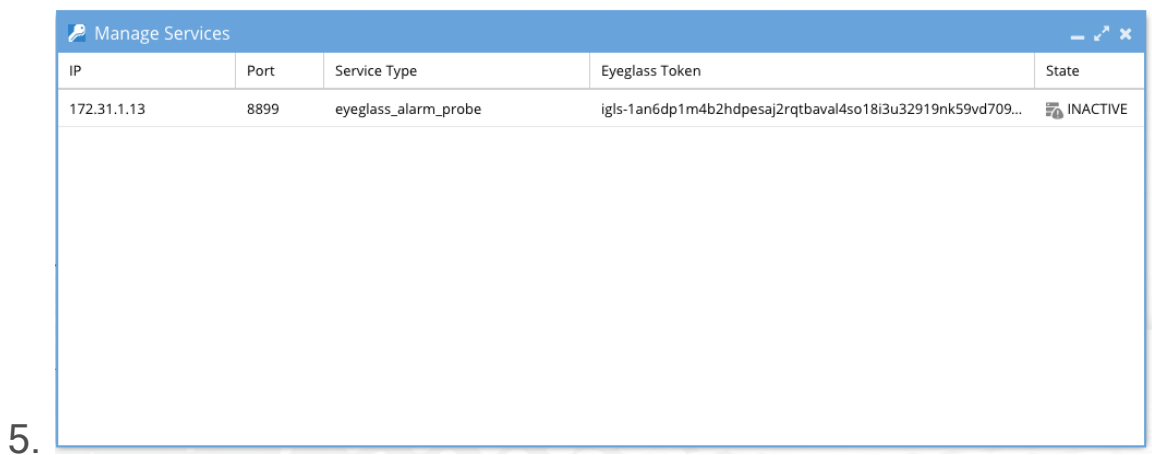 Manage Services
IP Port Service Type Eyeglass Token State
172.31.1.13 8899 eyeglass_alarm_probe igls-1an6dp1m4b2hdpesaj2rqtbaval4so18i3u32919nk59vd709... INACTIVE
5.